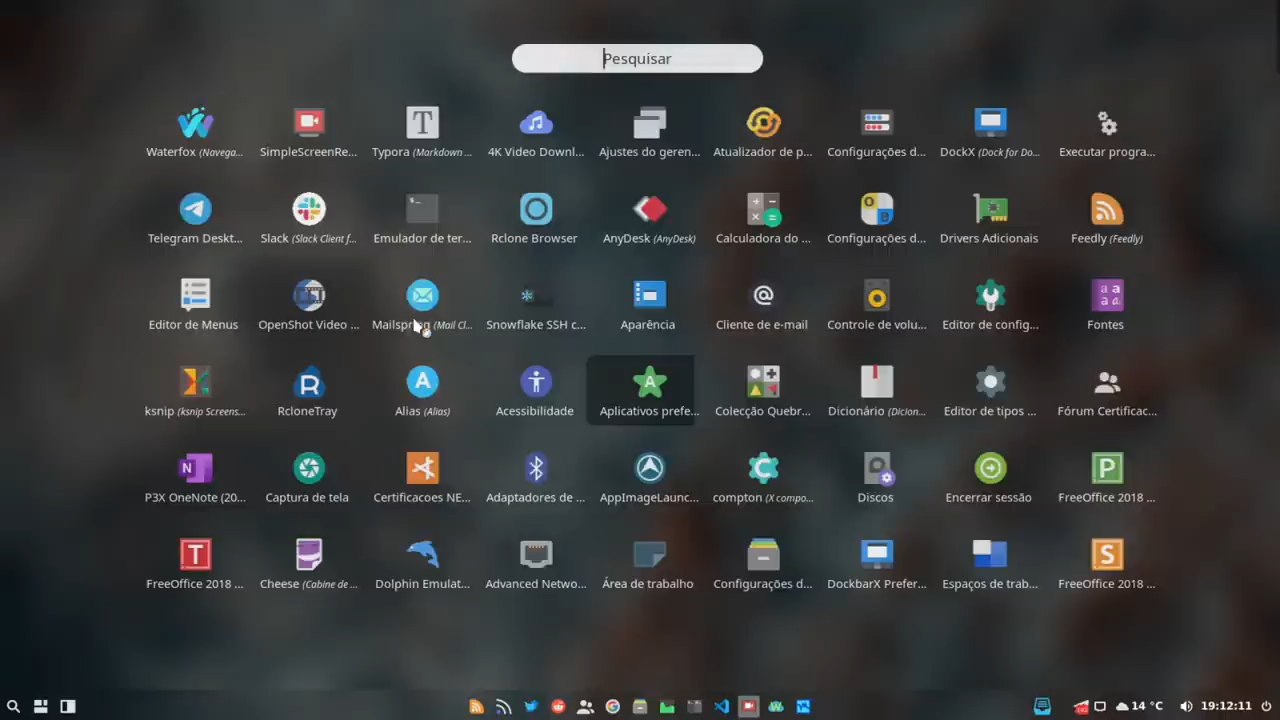 Pesquisar
Waterfox (Navega...
SimpleScreenRe...
Typora (Markdown ...
4K Video Downl...
Ajustes do geren...
Atualizador de p...
Configurações d...
DockX (Dock for Do...
Executar progra...
Telegram Deskt...
Slack (Slack Client f...
Emulador de ter...
Rclone Browser
AnyDesk (AnyDesk)
Calculadora do ...
Configurações d...
Drivers Adicionais
Feedly (Feedly)
Editor de Menus
OpenShot Video ...
Mailspring (Mail Cl...
Snowflake SSH c...
Aparência
Cliente de e-mail
Controle de volu...
Editor de config...
Fontes
ksnip (ksnip Screens...
RcloneTray
Alias (Alias)
Acessibilidade
Aplicativos prefe...
Colecção Quebr...
Dicionário (Dicion...
Editor de tipos ...
Fórum Certificac...
P3X OneNote (20...
Captura de tela
Certificacoes NE...
Adaptadores de ...
AppImageLaunc...
compton (X compo...
Discos
Encerrar sessão
FreeOffice 2018 ...
FreeOffice 2018 ...
Cheese (Cabine de ...
Dolphin Emulat...
Advanced Netwo...
Área de trabalho
Configurações d...
DockbarX Prefer...
Espaços de trab...
FreeOffice 2018 ...
14 °C
19:12:11